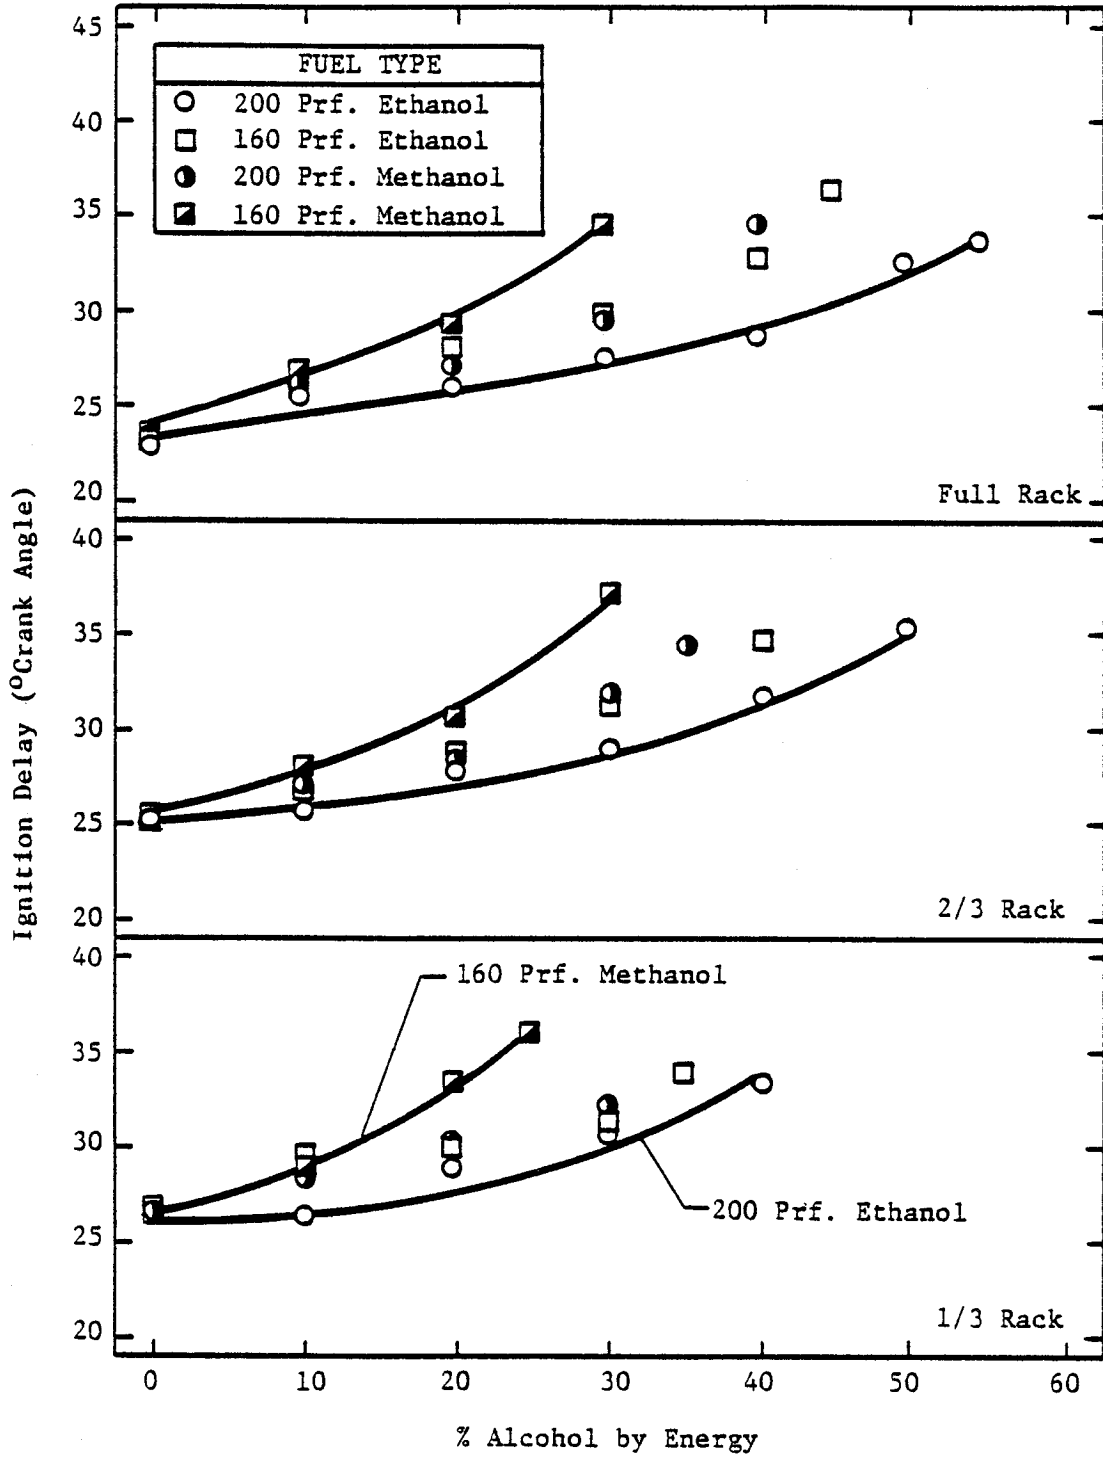 45
40
35
30
25
20
FUEL TYPE
200 Prf. Ethanol
160 Prf. Ethanol
200 Prf. Methanol
160 Prf. Methanol
Full Rack
Ignition Delay (°Crank Angle)
40
35
30
25
20
2/3 Rack
40
35
30
25
20
160 Prf. Methanol
200 Prf. Ethanol
1/3 Rack
0 10 20 30 40 50 60
% Alcohol by Energy